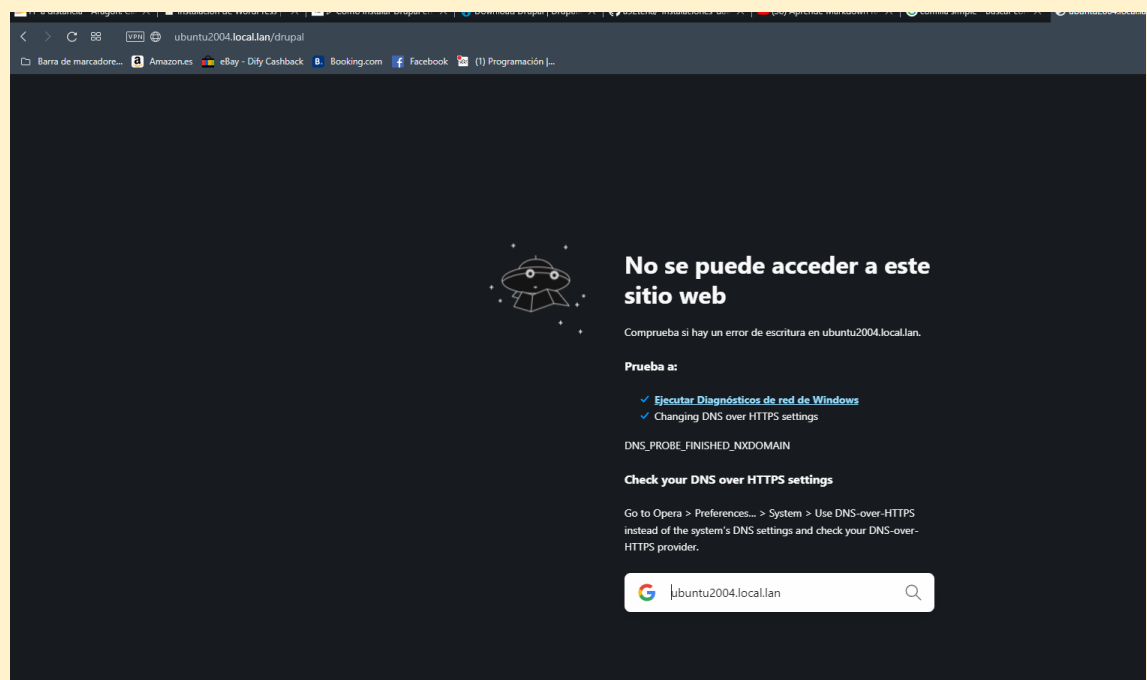 VPN ubuntu2004.local.lan/drupal
Barra de marcadore... a Amazon.es eBay - Dify Cashback B. Booking.com f Facebook (1) Programación |...
No se puede acceder a este
sitio web
Comprueba si hay un error de escritura en ubuntu2004.local.lan.
Prueba a:
Ejecutar Diagnósticos de red de Windows
Changing DNS over HTTPS settings
DNS_PROBE_FINISHED_NXDOMAIN
Check your DNS over HTTPS settings
Go to Opera > Preferences... > System > Use DNS-over-HTTPS
instead of the system's DNS settings and check your DNS-over-
HTTPS provider.
G ubuntu2004.local.lan